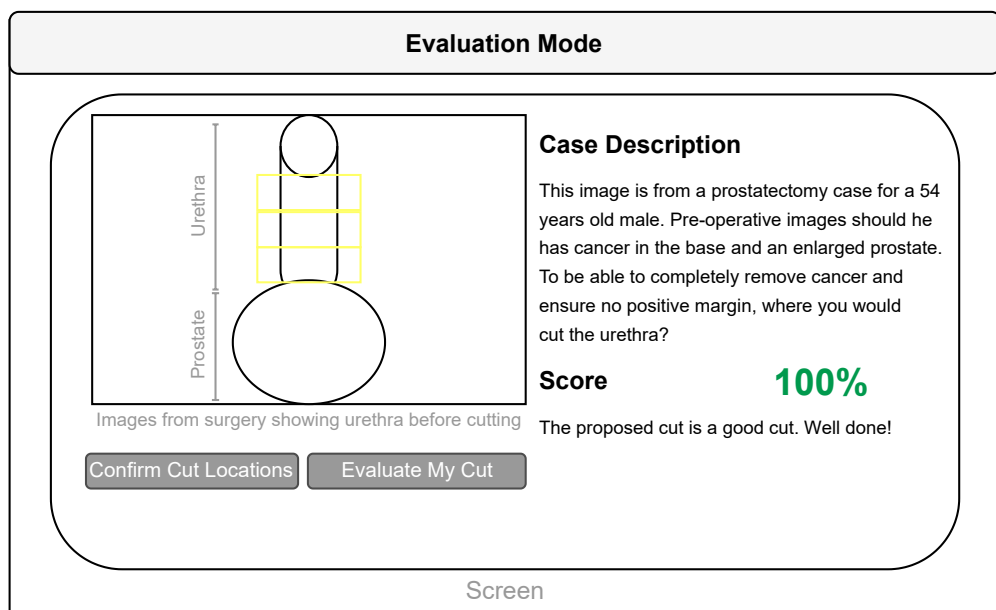 Evaluation Mode
Urethra
Prostate
Images from surgery showing urethra before cutting
Confirm Cut Locations
Evaluate My Cut
Case Description
This image is from a prostatectomy case for a 54
years old male. Pre-operative images should he
has cancer in the base and an enlarged prostate.
To be able to completely remove cancer and
ensure no positive margin, where you would
cut the urethra?
Score
100%
The proposed cut is a good cut. Well done!
Screen